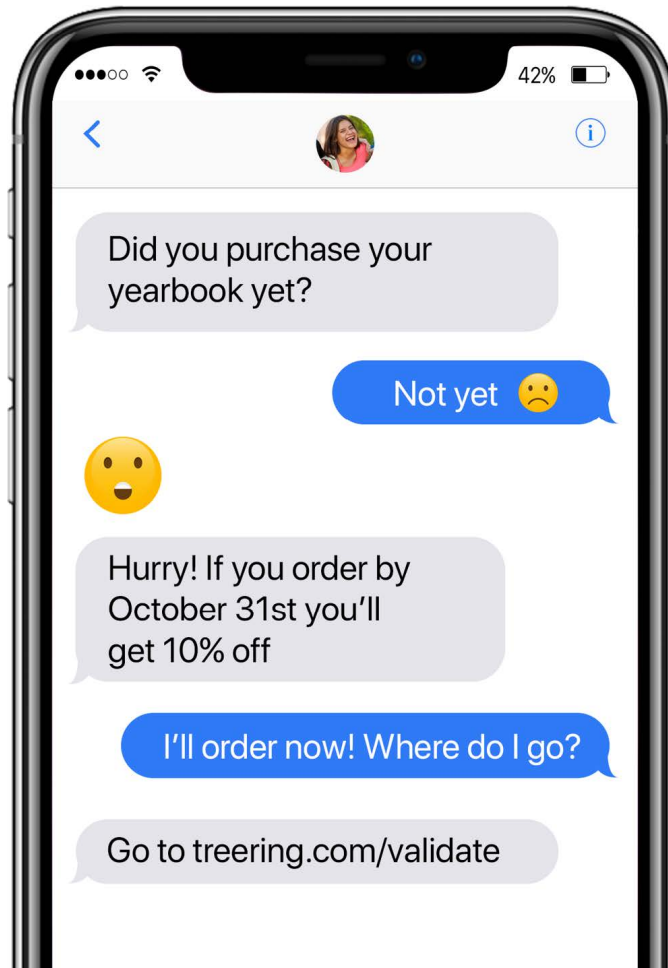 42%
Did you purchase your
yearbook yet?
Not yet 🙁
😮
Hurry! If you order by
October 31st you’ll
get 10% off
I’ll order now! Where do I go?
Go to treering.com/validate